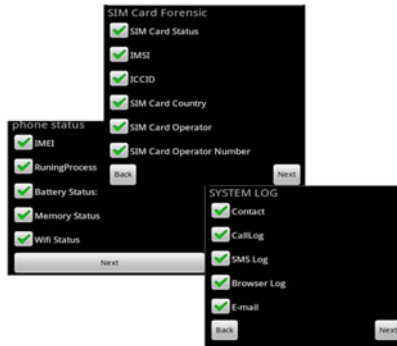 SIM Card Forensic
SIM Card Status
IMSI
ICCID
SIM Card Country
SIM Card Operator
SIM Card Operator Number
Back
Next
phone status
IMEI
RuningProcess
Battery Status:
Memory Status
Wifi Status
Next
SYSTEM LOG
Contact
CallLog
SMS Log
Browser Log
E-mail
Back
Next